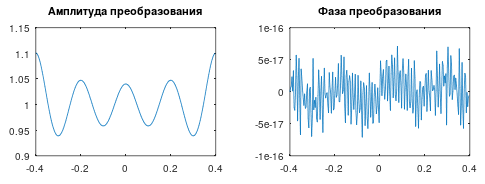 Амплитуда преобразования
1.15
1.1
1.05
1
0.95
0.9
-0.4 -0.2 0 0.2 0.4
Фаза преобразования
1e-16
5e-17
0
-5e-17
-1e-16
-0.4 -0.2 0 0.2 0.4